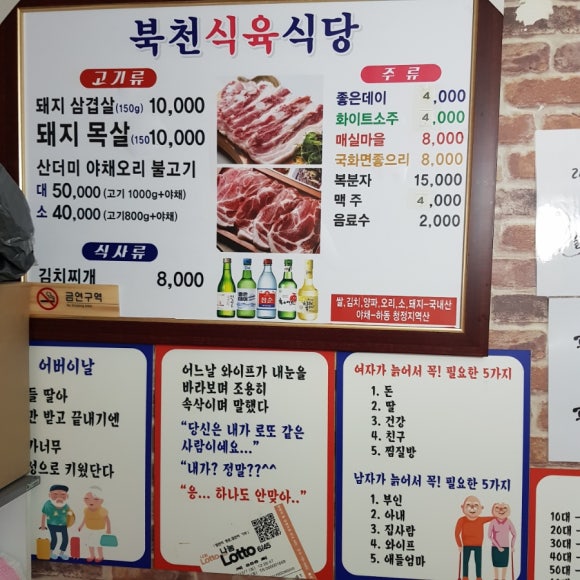 북천식육식당
고기류
돼지 삼겹살(150g) 10,000
돼지 목살(150 10,000
산더미 야채오리 불고기
대 50,000 (고기 1000g+야채)
소 40,000 (고기800g+야채)
식사류
김치찌개 8,000
주류
좋은데이 4,000
화이트소주 4,000
매실마을 8,000
국화면좋으리 8,000
복분자 15,000
맥 주 4,000
음료수 2,000
쌀,김치,양파,오리,소,돼지-국내산
야채-하동 청정지역산
금연구역
어버이날
들 딸아
만 받고 끝내기엔
가너무
성으로 키웠단다
어느날 와이프가 내눈을
바라보며 조용히
속삭이며 말했다
“당신은 내가 로또 같은
사람이예요...”
“내가? 정말??^^
“응... 하나도 안맞아..”
나눔 Lotto 6/45
여자가 늙어서 꼭! 필요한 5가지
1. 돈
2. 딸
3. 건강
4. 친구
5. 찜질방
남자가 늙어서 꼭! 필요한 5가지
1. 부인
2. 아내
3. 집사람
4. 와이프
5. 애들엄마
10대 -
20대 -
30대 -
40대 -
50대 -